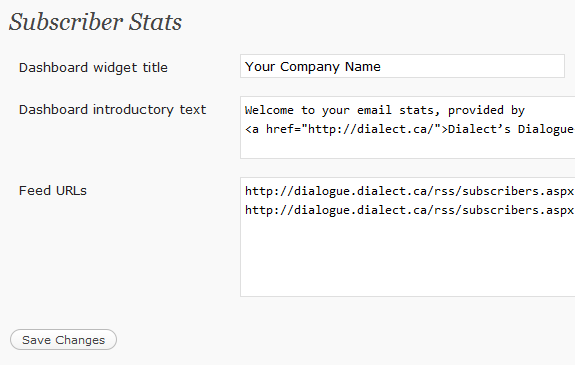 Subscriber Stats
Dashboard widget title
Your Company Name
Dashboard introductory text
Welcome to your email stats, provided by
<a href="http://dialect.ca/">Dialect’s Dialogue
Feed URLs
http://dialogue.dialect.ca/rss/subscribers.aspx
http://dialogue.dialect.ca/rss/subscribers.aspx
Save Changes